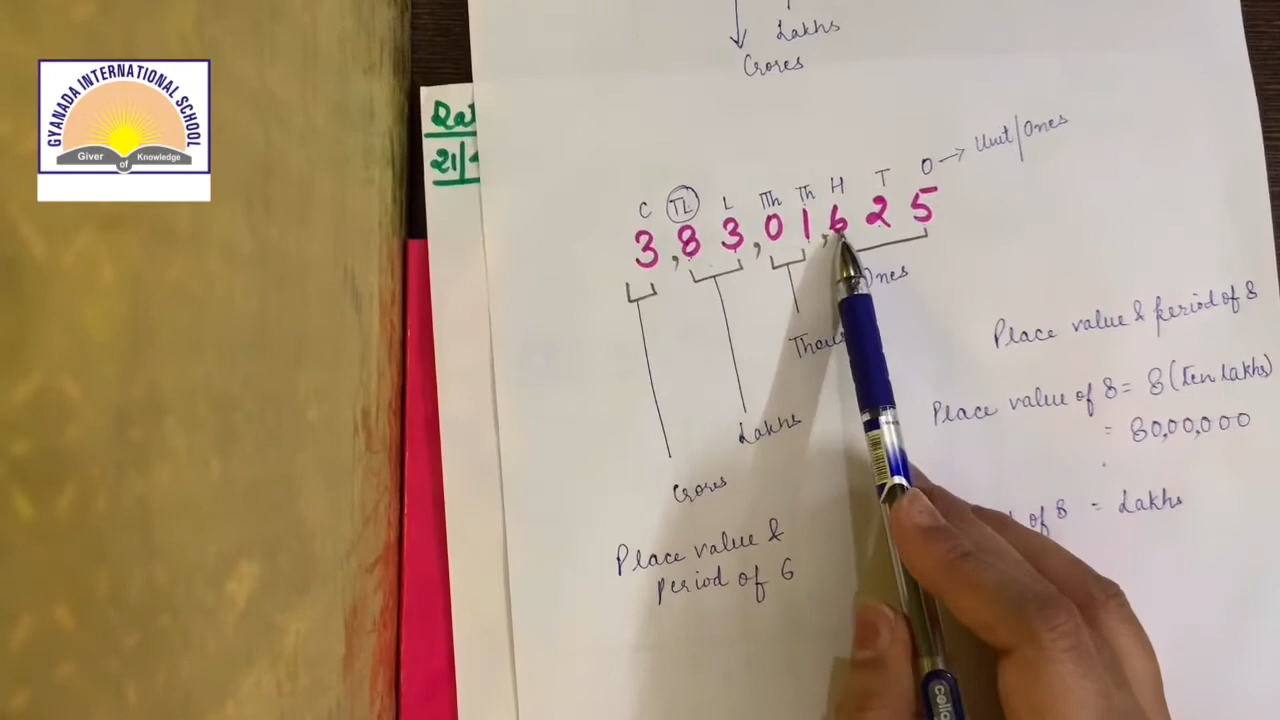 GYANADA INTERNATIONAL SCHOOL
Giver of Knowledge
Lakhs
Crores
21/
C TL L TTh Th H T O → Unit/Ones
3,83,01,625
Ones
Lakhs
Crores
Place value &
period of 6
Place value & period of 8
Place value of 8 = 8 (Ten lakhs)
= 80,00,000
of 8 = Lakhs